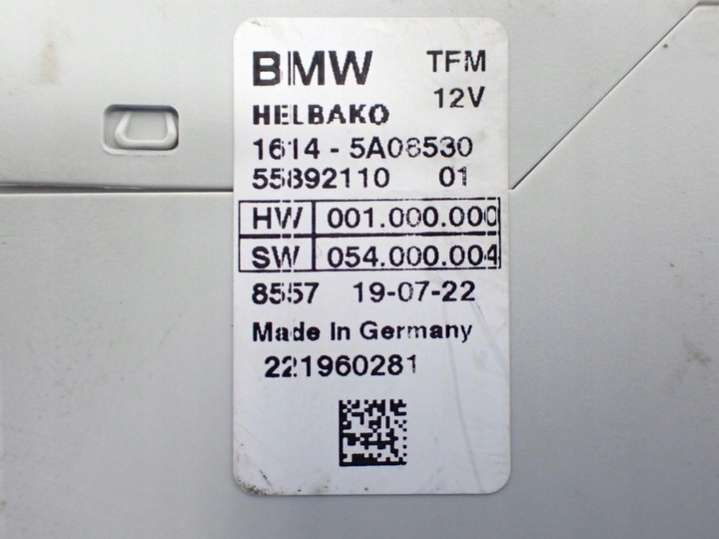 BMW TFM
12V
HELBAKO
1614 - 5A08530
55892110 01
HW 001.000.000
SW 054.000.004
8557 19-07-22
Made In Germany
221960281